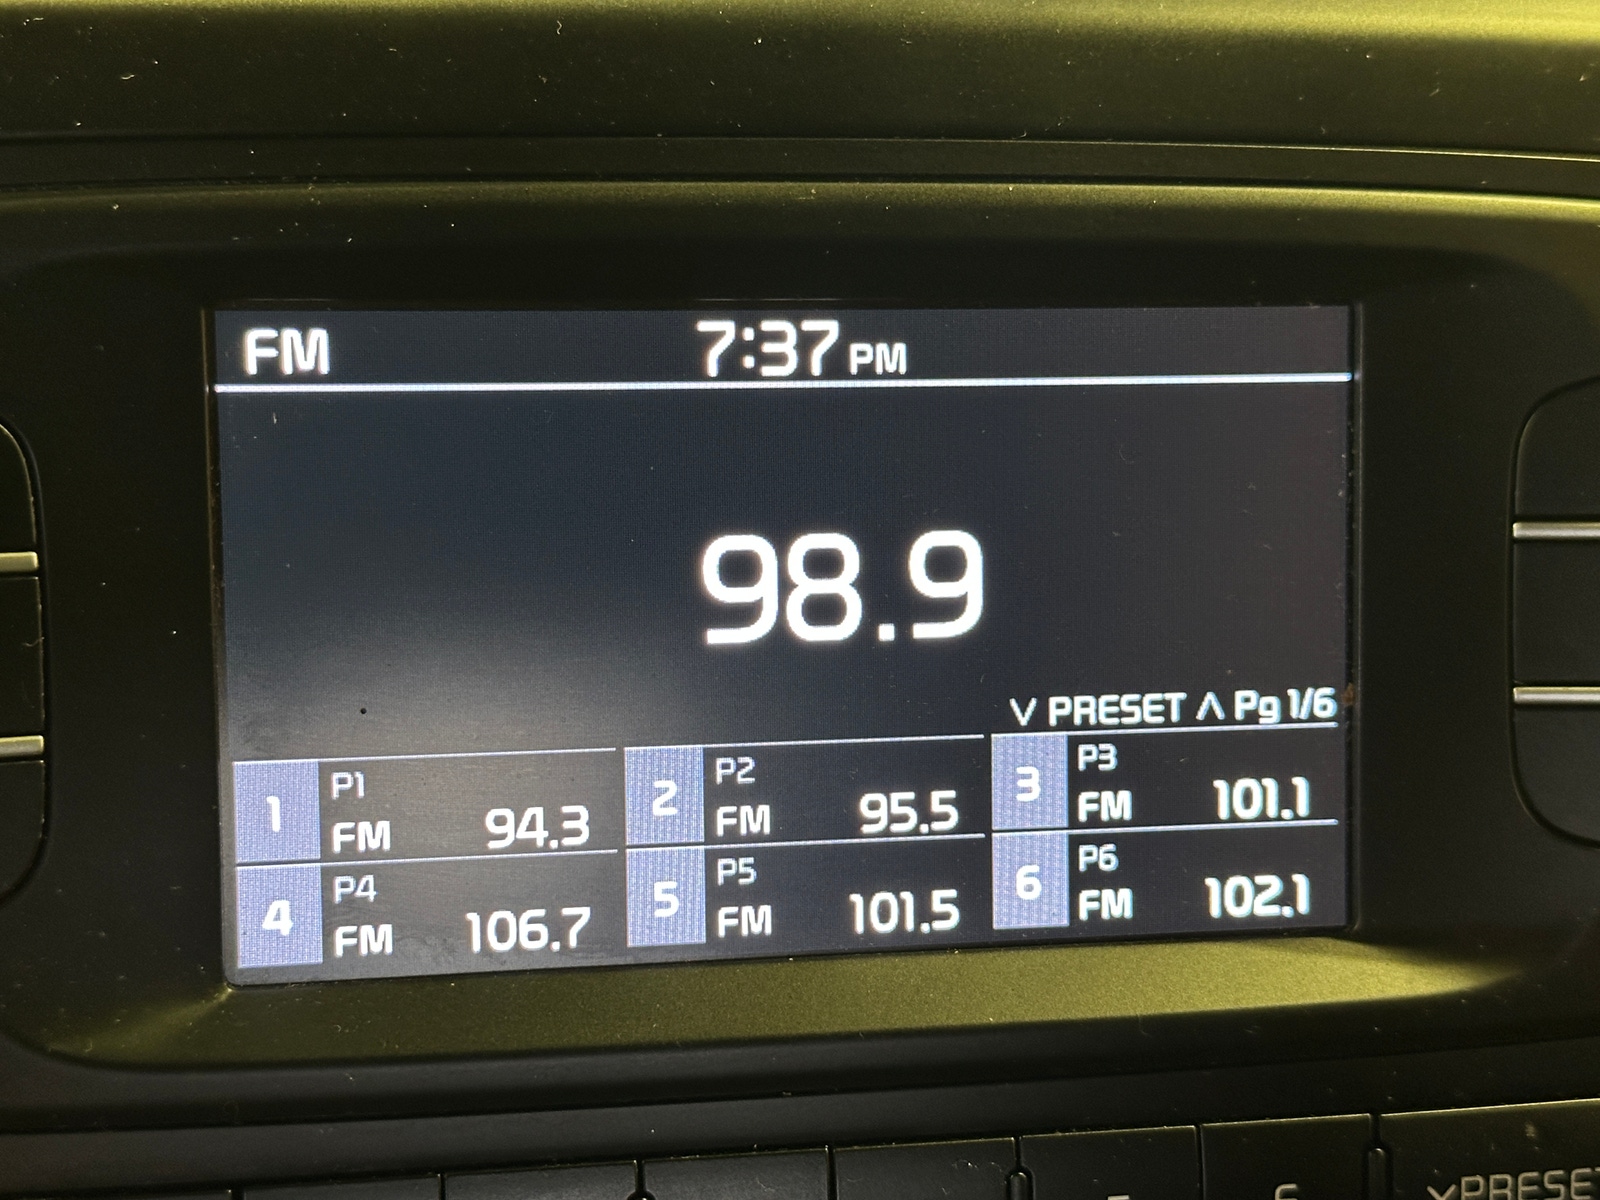 FM 7:37 PM
98.9
∨ PRESET ∧ Pg 1/6
1 P1 FM 94.3
2 P2 FM 95.5
3 P3 FM 101.1
4 P4 FM 106.7
5 P5 FM 101.5
6 P6 FM 102.1